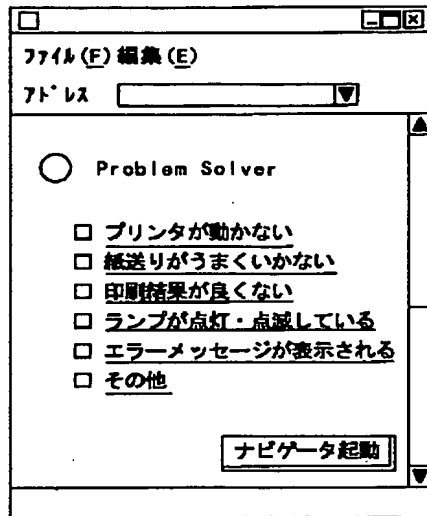 ファイル(F) 編集(E)
アドレス
Problem Solver
プリンタが動かない
紙送りがうまくいかない
印刷結果が良くない
ランプが点灯・点滅している
エラーメッセージが表示される
その他
ナビゲータ起動